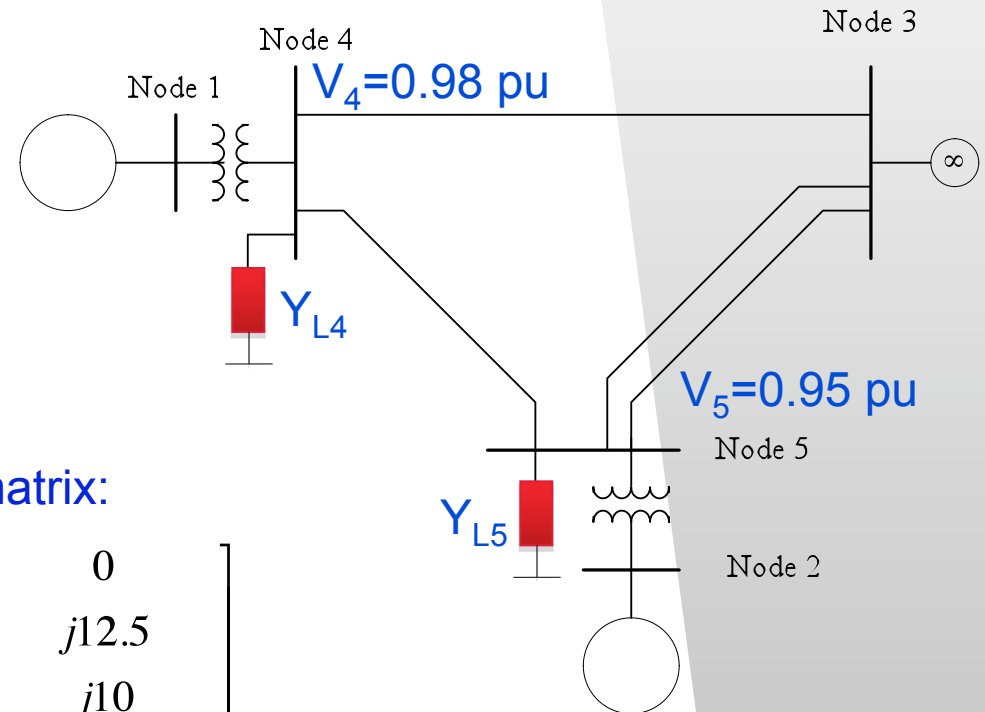 Node 3
Node 4
V4=0.98 pu
Node 1
∞
YL4
V5=0.95 pu
Node 5
matrix:
YL5
0
Node 2
j12.5
j10